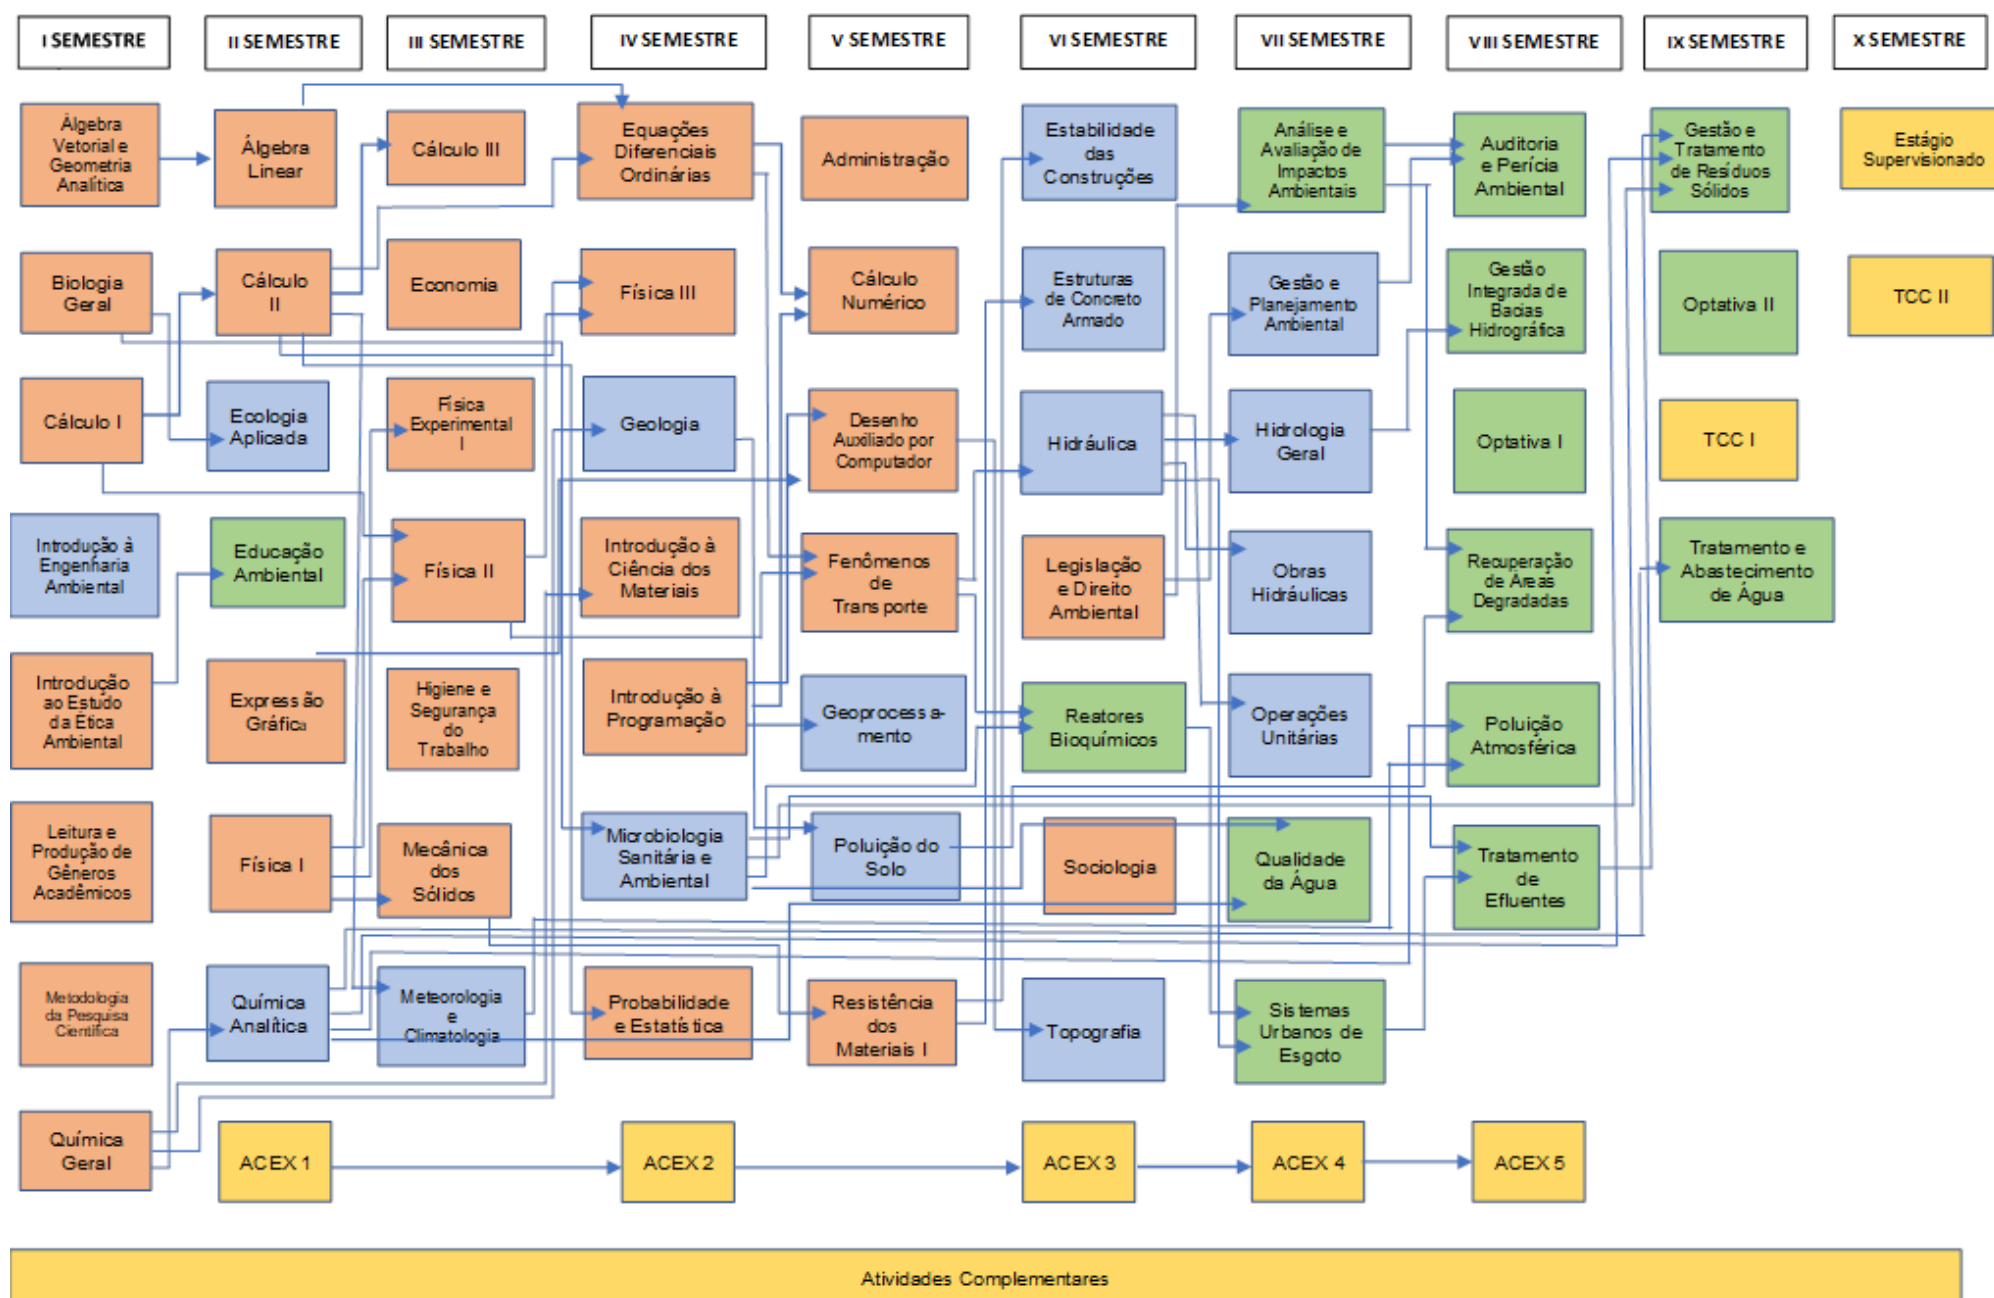 I SEMESTRE
II SEMESTRE
III SEMESTRE
IV SEMESTRE
V SEMESTRE
VI SEMESTRE
VII SEMESTRE
VIII SEMESTRE
IX SEMESTRE
X SEMESTRE
Álgebra
Vetorial e
Geometria
Analítica
Álgebra
Linear
Cálculo III
Equações
Diferenciais
Ordinárias
Administração
Estabilidade
das
Construções
Análise e
Avaliação de
Impactos
Ambientais
Auditoria
e Perícia
Ambiental
Gestão e
Tratamento
de Resíduos
Sólidos
Estágio
Supervisionado
Biologia
Geral
Cálculo
II
Economia
Física III
Cálculo
Numérico
Estruturas
de Concreto
Armado
Gestão e
Planejamento
Ambiental
Gestão
Integrada de
Bacias
Hidrográfica
Optativa II
TCC II
Cálculo I
Ecologia
Aplicada
Física
Experimental
I
Geologia
Desenho
Auxiliado por
Computador
Hidráulica
Hidrologia
Geral
Optativa I
TCC I
Introdução à
Engenharia
Ambiental
Educação
Ambiental
Física II
Introdução à
Ciência dos
Materiais
Fenômenos
de
Transporte
Legislação
e Direito
Ambiental
Obras
Hidráulicas
Recuperação
de Áreas
Degradadas
Tratamento e
Abastecimento
de Água
Introdução
ao Estudo
da Ética
Ambiental
Expressão
Gráfica
Higiene e
Segurança
do
Trabalho
Introdução à
Programação
Geoprocessa-
mento
Reatores
Bioquímicos
Operações
Unitárias
Poluição
Atmosférica
Leitura e
Produção de
Gêneros
Acadêmicos
Física I
Mecânica
dos
Sólidos
Microbiologia
Sanitária e
Ambiental
Poluição do
Solo
Sociologia
Qualidade
da Água
Tratamento
de
Efluentes
Metodologia
da Pesquisa
Científica
Química
Analítica
Meteorologia
e
Climatologia
Probabilidade
e Estatística
Resistência
dos
Materiais I
Topografia
Sistemas
Urbanos de
Esgoto
Química
Geral
ACEX 1
ACEX 2
ACEX 3
ACEX 4
ACEX 5
Atividades Complementares